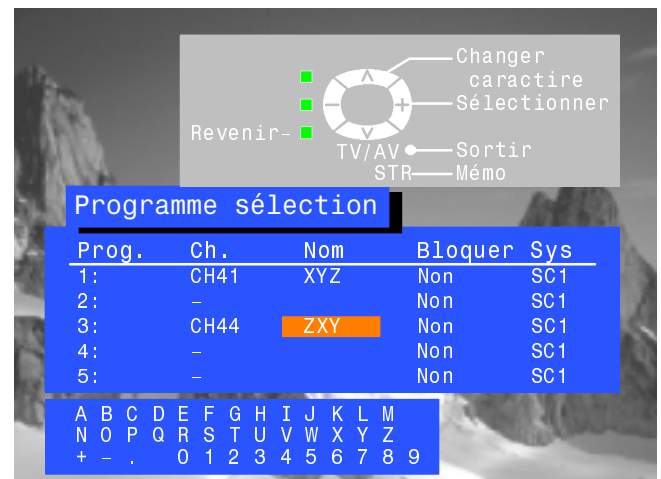 Changer
caractire
Sélectionner
Revenir-
TV/AV Sortir
STR Mémo
Programme sélection
Prog. Ch. Nom Bloquer Sys
1: CH41 XYZ Non SC1
2: – Non SC1
3: CH44 ZXY Non SC1
4: – Non SC1
5: – Non SC1
A B C D E F G H I J K L M
N O P Q R S T U V W X Y Z
+ – . 0 1 2 3 4 5 6 7 8 9